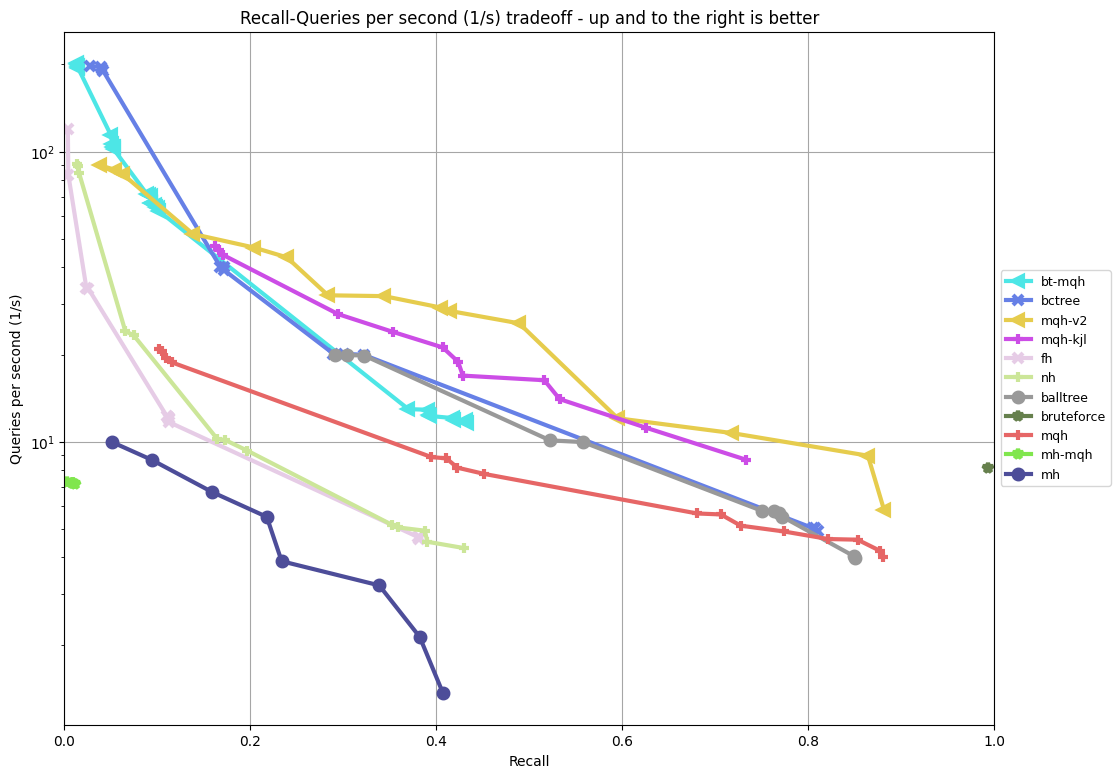 Recall-Queries per second (1/s) tradeoff - up and to the right is better
Queries per second (1/s)
10²
10¹
0.0 0.2 0.4 0.6 0.8 1.0
Recall
bt-mqh
bctree
mqh-v2
mqh-kjl
fh
nh
balltree
bruteforce
mqh
mh-mqh
mh